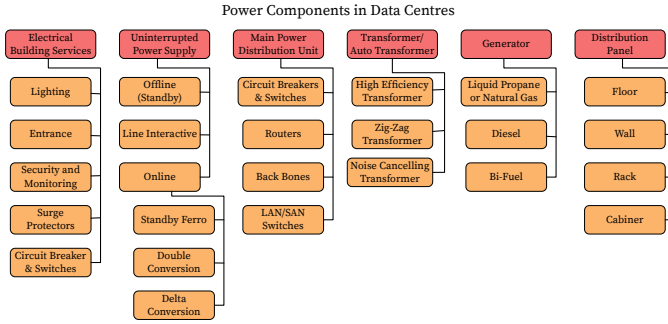 Power Components in Data Centres
Electrical
Building Services
Lighting
Entrance
Security and
Monitoring
Surge
Protectors
Circuit Breaker
& Switches
Uninterrupted
Power Supply
Offline
(Standby)
Line Interactive
Online
Standby Ferro
Double
Conversion
Delta
Conversion
Main Power
Distribution Unit
Circuit Breakers
& Switches
Routers
Back Bones
LAN/SAN
Switches
Transformer/
Auto Transformer
High Efficiency
Transformer
Zig-Zag
Transformer
Noise Cancelling
Transformer
Generator
Liquid Propane
or Natural Gas
Diesel
Bi-Fuel
Distribution
Panel
Floor
Wall
Rack
Cabiner